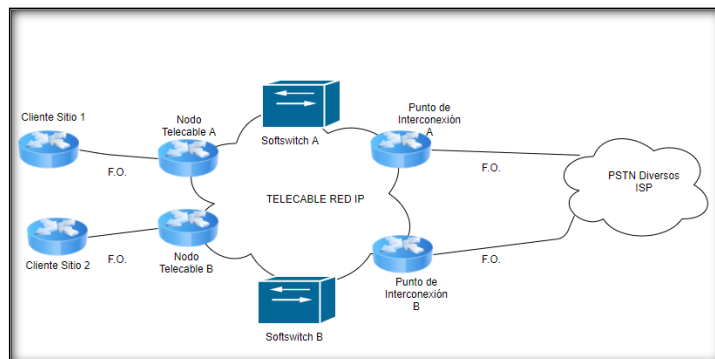 Cliente Sitio 1
F.O.
Nodo
Telecable A
Softswitch A
Punto de
Interconexión
A
F.O.
PSTN Diversos
ISP
TELECABLE RED IP
Cliente Sitio 2
F.O.
Nodo
Telecable B
Softswitch B
Punto de
Interconexión
B
F.O.